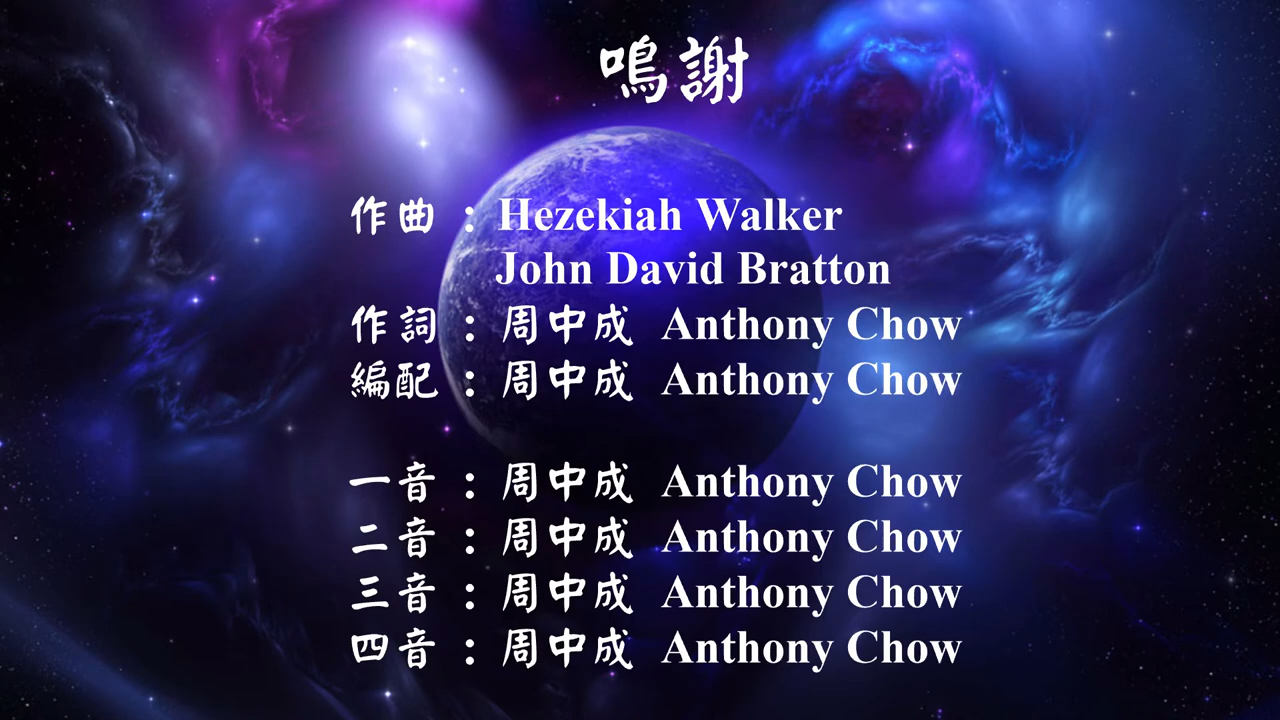 鳴謝
作曲 : Hezekiah Walker
John David Bratton
作詞 : 周中成 Anthony Chow
編配 : 周中成 Anthony Chow
一音 : 周中成 Anthony Chow
二音 : 周中成 Anthony Chow
三音 : 周中成 Anthony Chow
四音 : 周中成 Anthony Chow